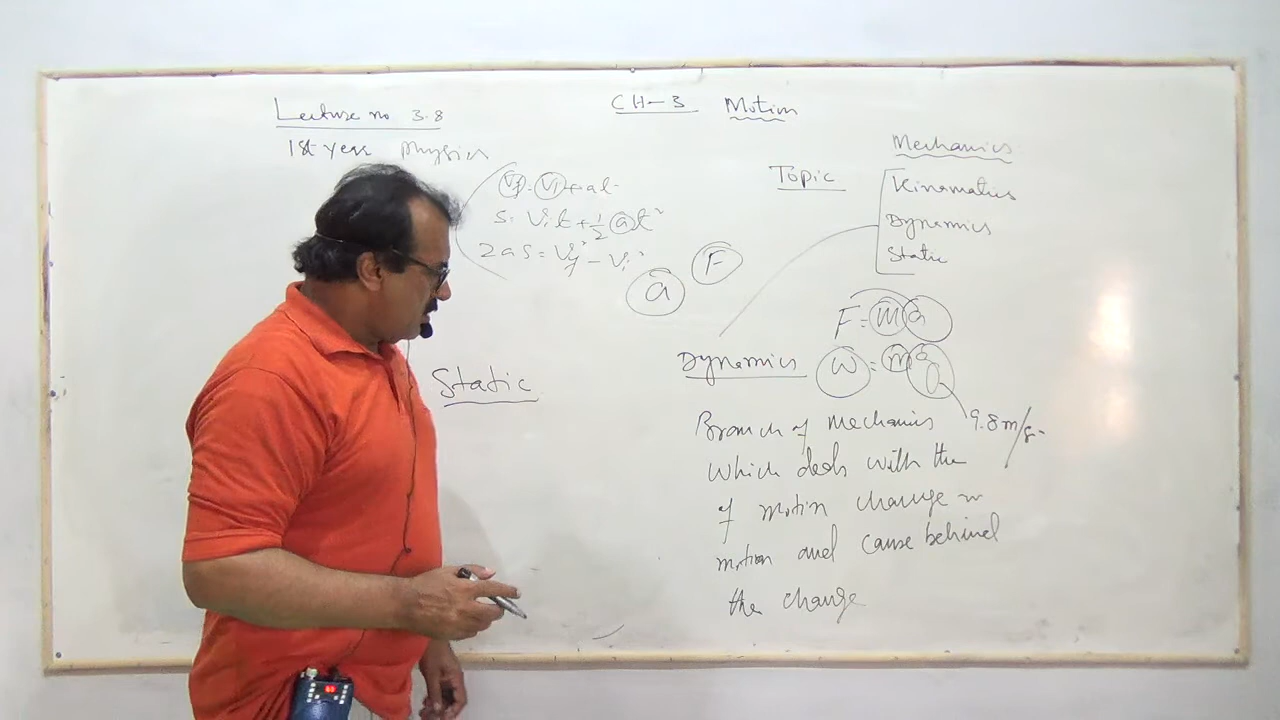 Lecture no 3.8
1st year Physics
CH-3 Motion
Mechanics
Topic
Kinematics
Dynamics
Static
Vf = Vi + at
S = Vit + 1/2 at²
2as = Vf² - Vi²
a
F
F = ma
Dynamics
W = mg
9.8 m/s²
Static
Branch of mechanics
which deals with the
of motion change in
motion and cause behind
the change